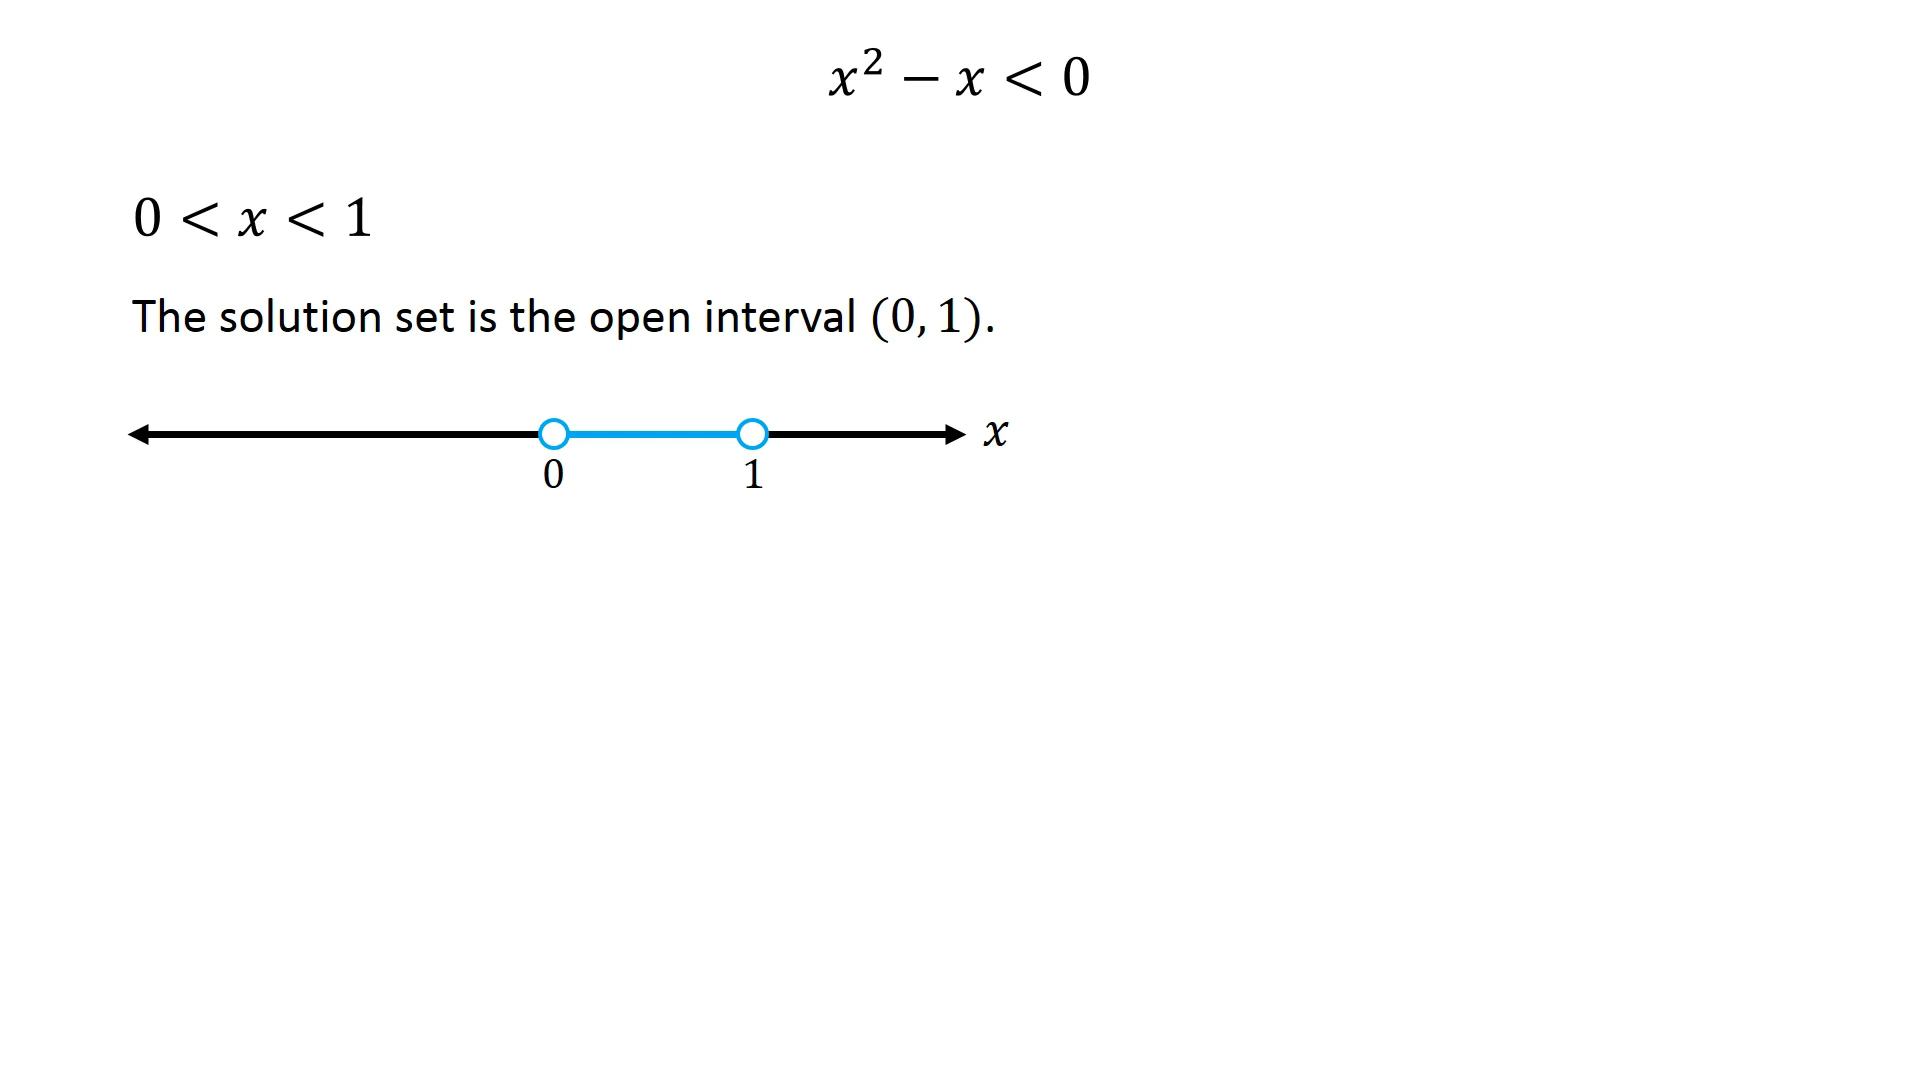 x² − x < 0
0 < x < 1
The solution set is the open interval (0, 1).
x
0 1